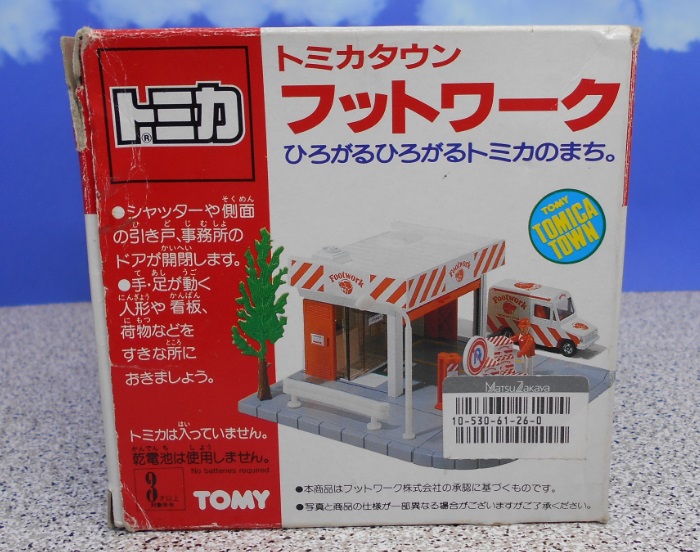 トミカタウン
フットワーク
ひろがるひろがるトミカのまち。
トミカ
®
●シャッターや側面
の引き戸、事務所の
ドアが開閉します。
●手・足が動く
人形や看板、
荷物などを
すきな所に
おきましょう。
トミカは入っていません。
乾電池は使用しません。
No batteries required
3才以上
TOMY
TOMY
TOMICA
TOWN
Footwork
Footwork
Footwork
MatsuZakaya
10-530-61-26-0
●本商品はフットワーク株式会社の承認に基づくものです。
●写真と商品の仕様が一部異なる場合がございますがご了承ください。